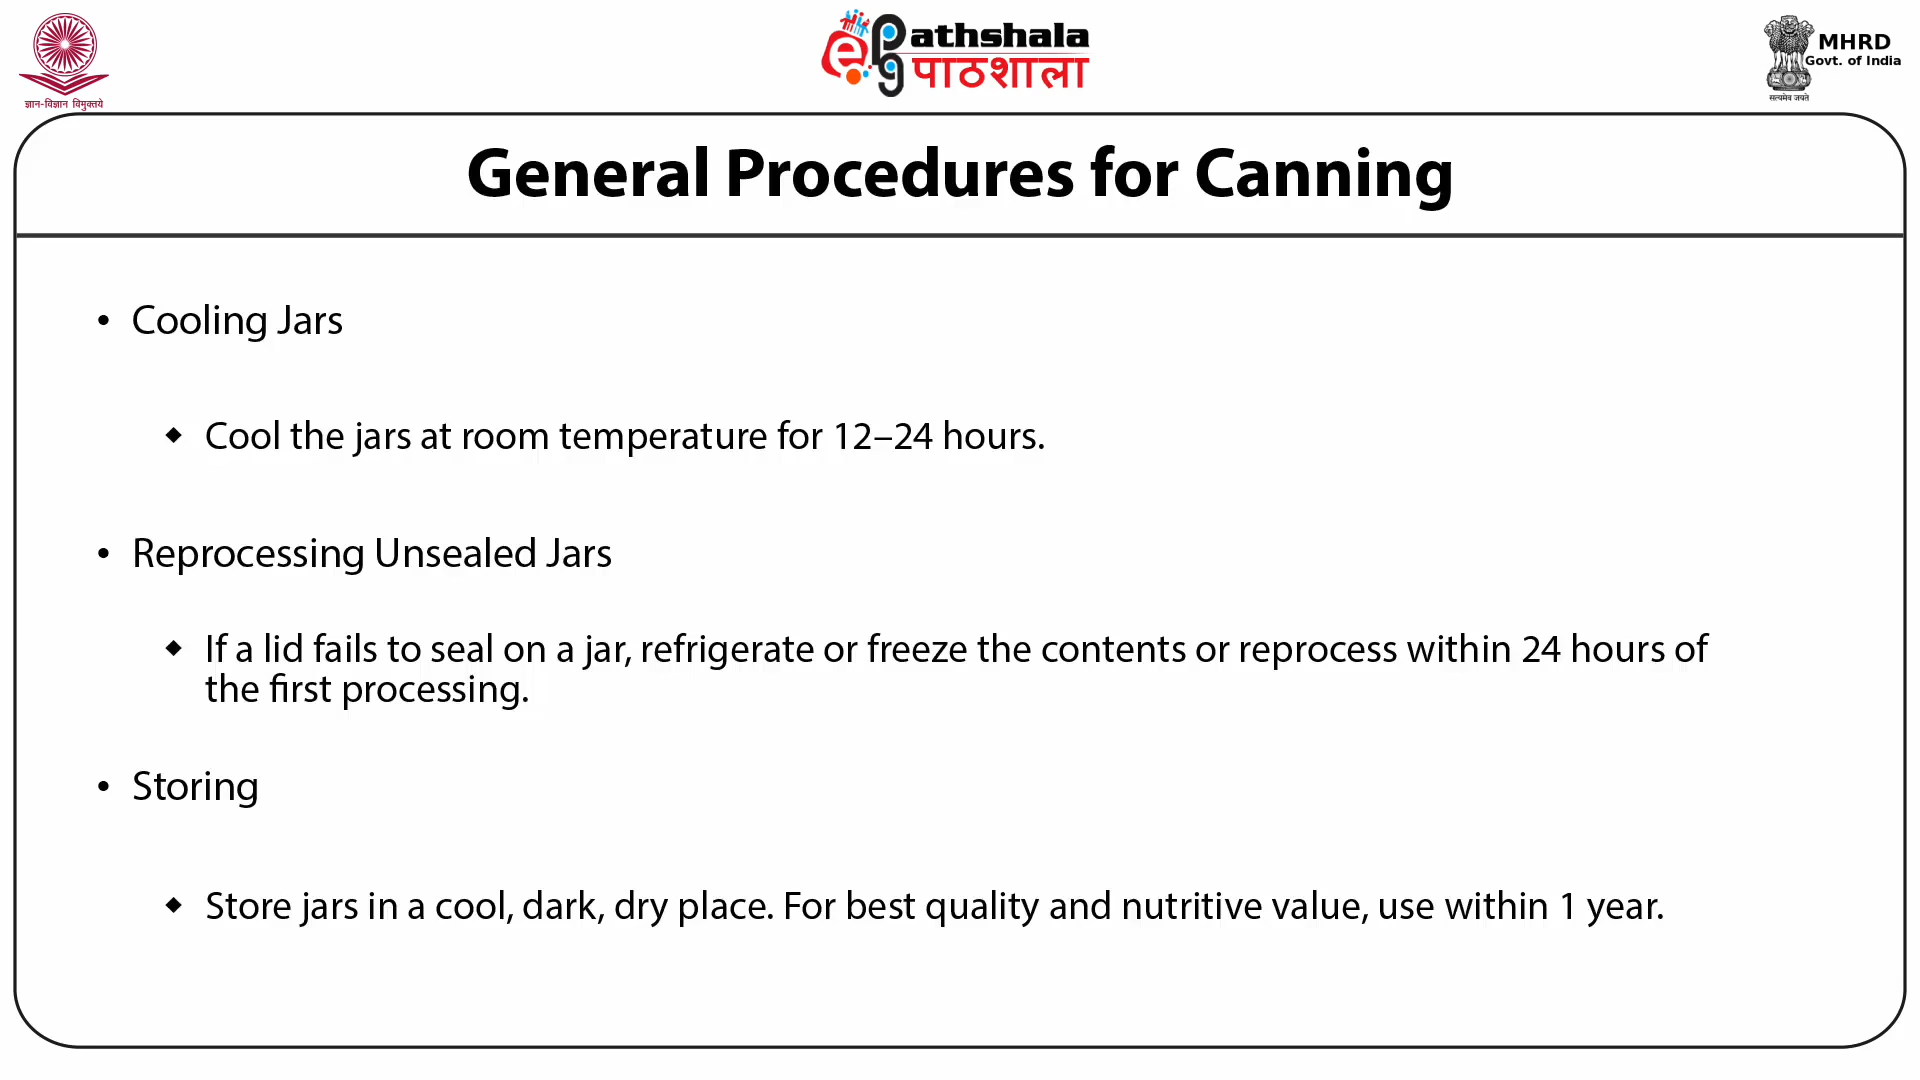 ज्ञान-विज्ञान विमुक्तये
ePathshala
पाठशाला
MHRD
Govt. of India
सत्यमेव जयते
General Procedures for Canning
• Cooling Jars
◆ Cool the jars at room temperature for 12–24 hours.
• Reprocessing Unsealed Jars
◆ If a lid fails to seal on a jar, refrigerate or freeze the contents or reprocess within 24 hours of
the first processing.
• Storing
◆ Store jars in a cool, dark, dry place. For best quality and nutritive value, use within 1 year.